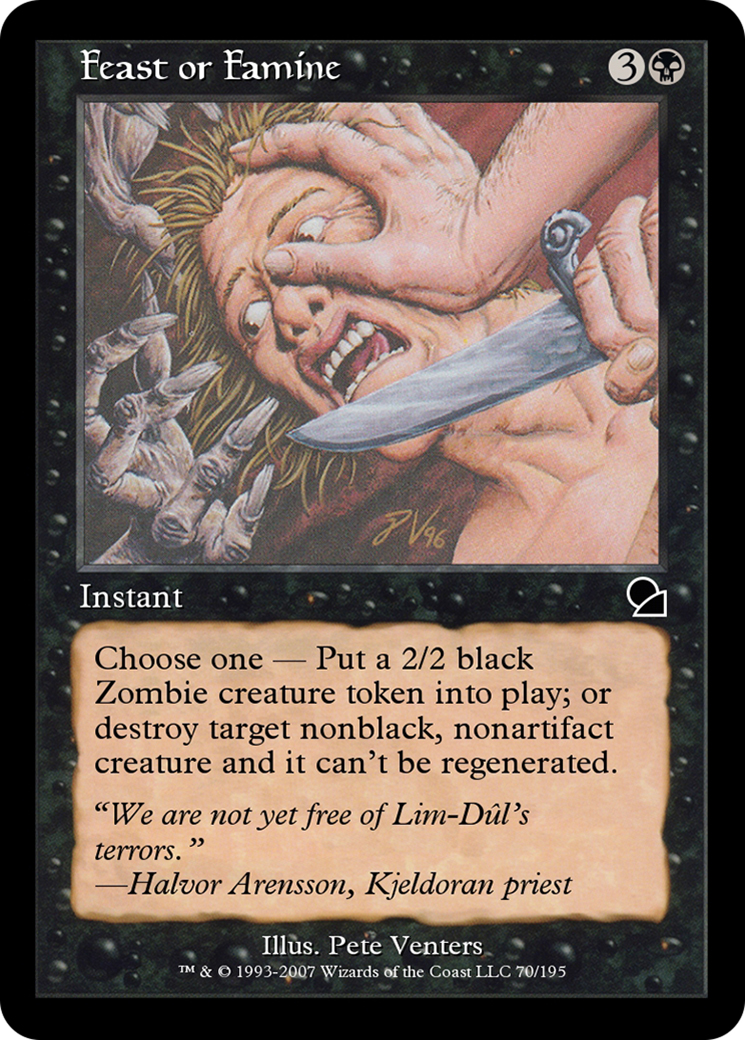 Feast or Famine
3
PV96
Instant
Choose one — Put a 2/2 black
Zombie creature token into play; or
destroy target nonblack, nonartifact
creature and it can't be regenerated.
“We are not yet free of Lim-Dûl's
terrors.”
—Halvor Arensson, Kjeldoran priest
Illus. Pete Venters
™ & © 1993-2007 Wizards of the Coast LLC 70/195